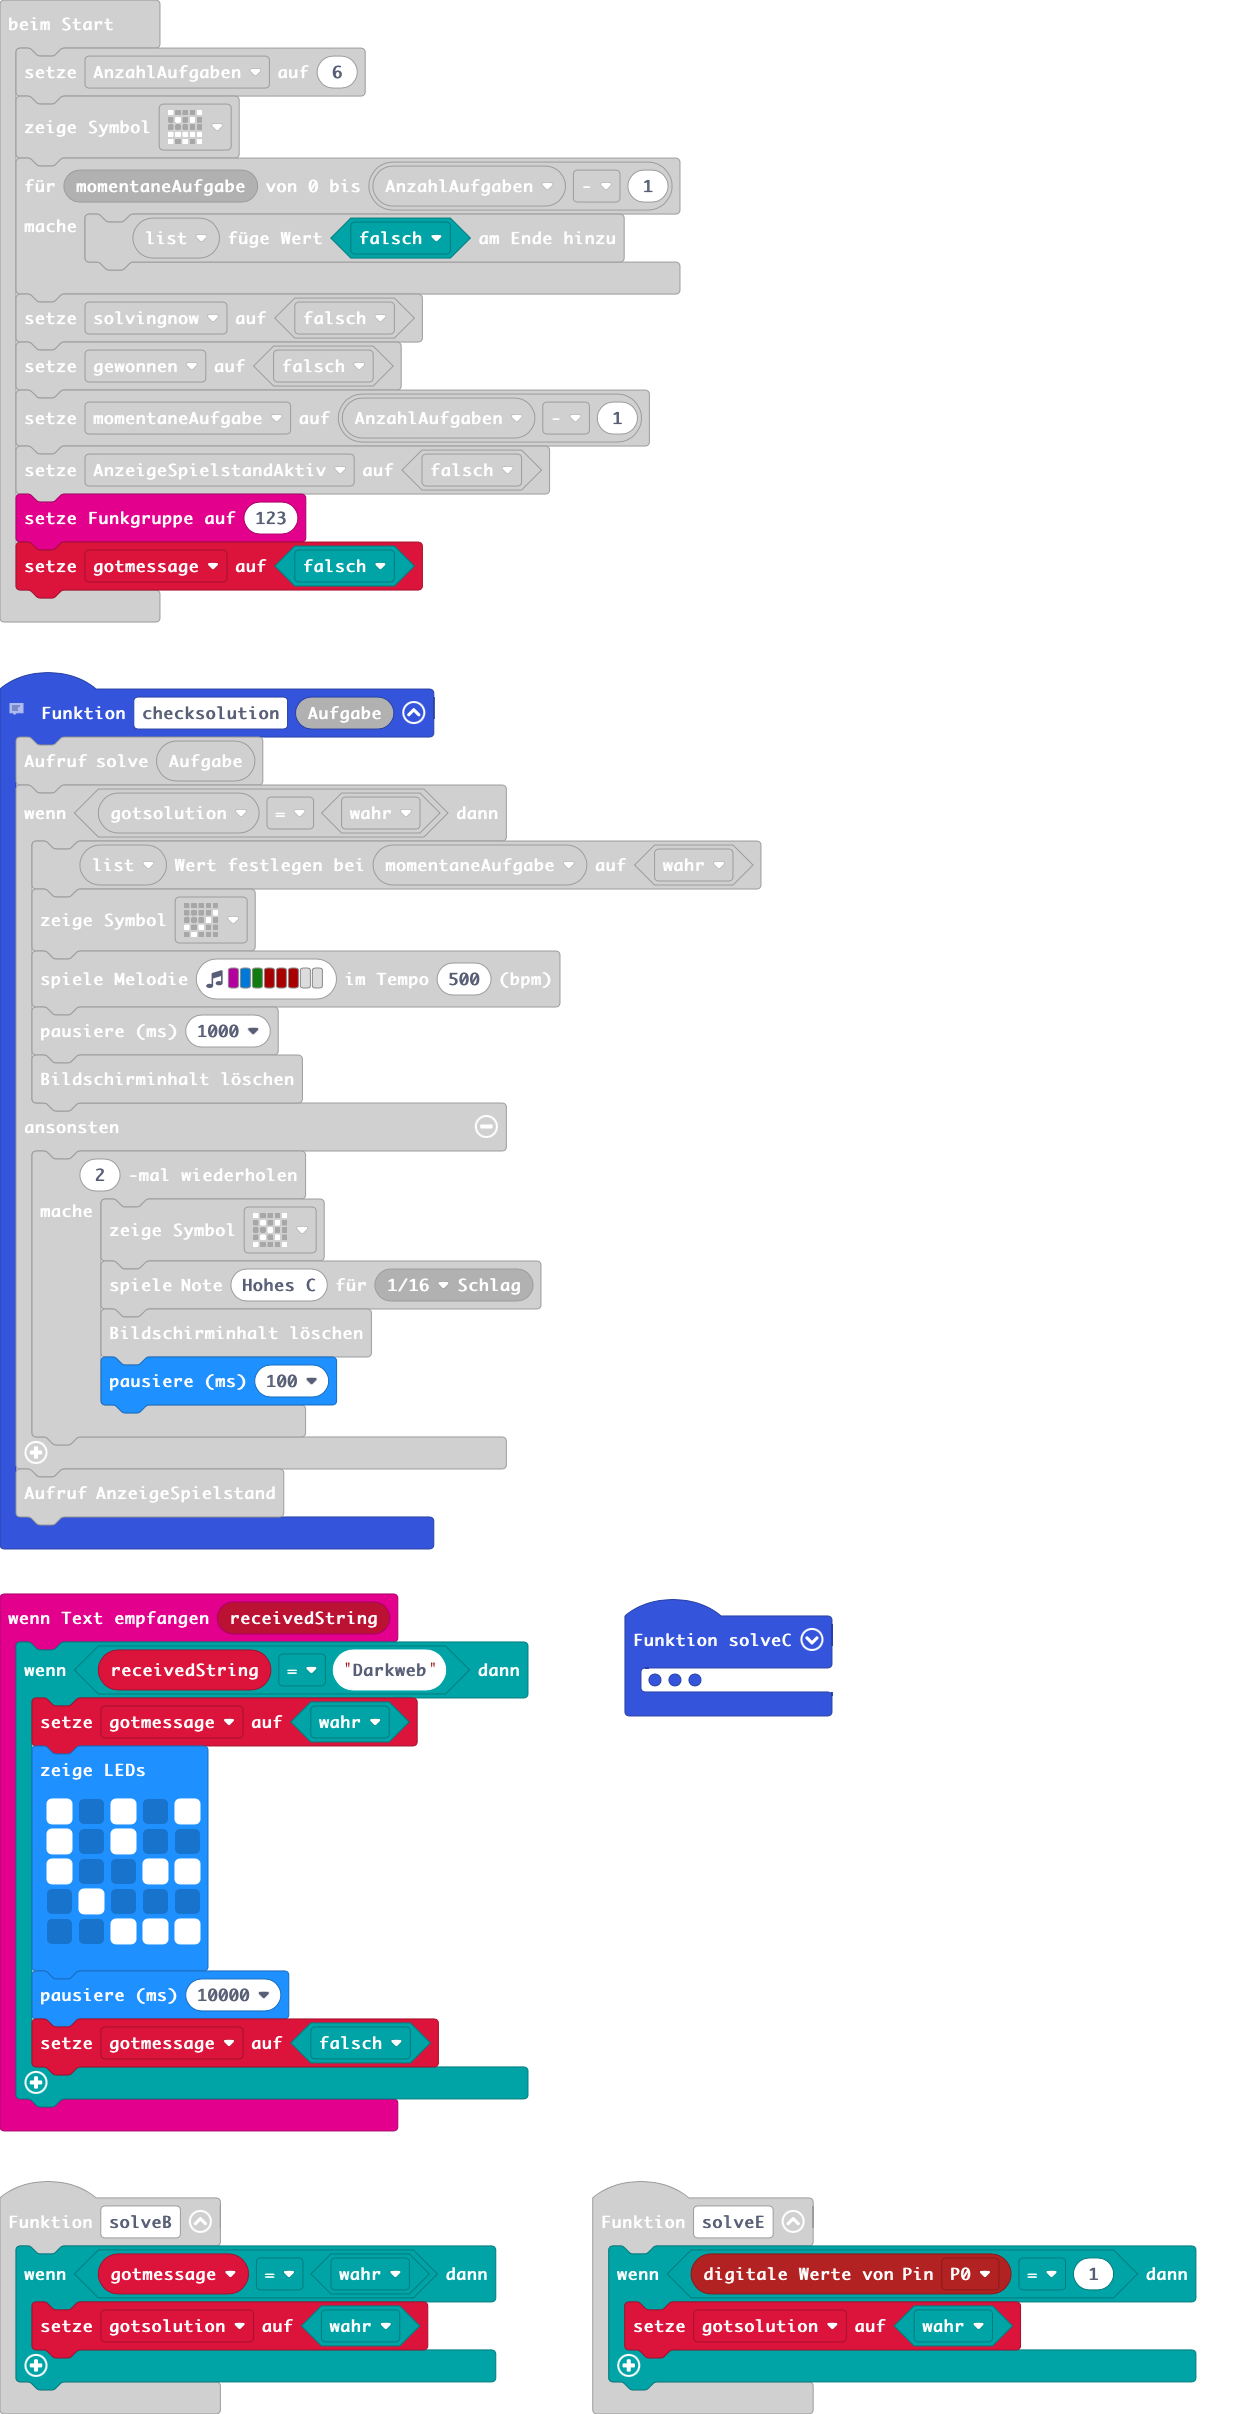 beim Start
setze AnzahlAufgaben auf 6
zeige Symbol
für momentaneAufgabe von 0 bis AnzahlAufgaben - 1
mache
list füge Wert falsch am Ende hinzu
setze solvingnow auf falsch
setze gewonnen auf falsch
setze momentaneAufgabe auf AnzahlAufgaben - 1
setze AnzeigeSpielstandAktiv auf falsch
setze Funkgruppe auf 123
setze gotmessage auf falsch
Funktion checksolution Aufgabe
Aufruf solve Aufgabe
wenn gotsolution = wahr dann
list Wert festlegen bei momentaneAufgabe auf wahr
zeige Symbol
spiele Melodie im Tempo 500 (bpm)
pausiere (ms) 1000
Bildschirminhalt löschen
ansonsten
2 -mal wiederholen
mache
zeige Symbol
spiele Note Hohes C für 1/16 Schlag
Bildschirminhalt löschen
pausiere (ms) 100
Aufruf AnzeigeSpielstand
wenn Text empfangen receivedString
wenn receivedString = "Darkweb" dann
setze gotmessage auf wahr
zeige LEDs
pausiere (ms) 10000
setze gotmessage auf falsch
Funktion solveC
Funktion solveB
wenn gotmessage = wahr dann
setze gotsolution auf wahr
Funktion solveE
wenn digitale Werte von Pin P0 = 1 dann
setze gotsolution auf wahr